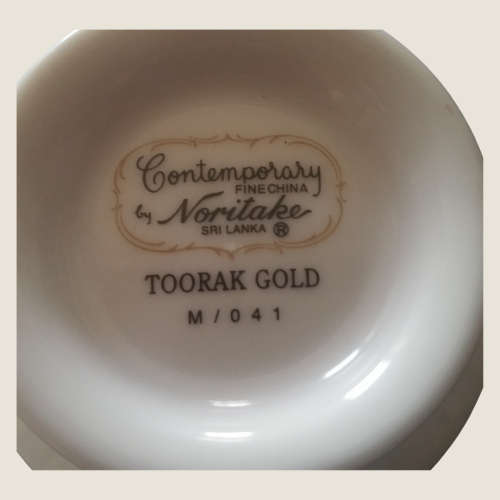 Contemporary
FINE CHINA
by Noritake
SRI LANKA ®
TOORAK GOLD
M/041